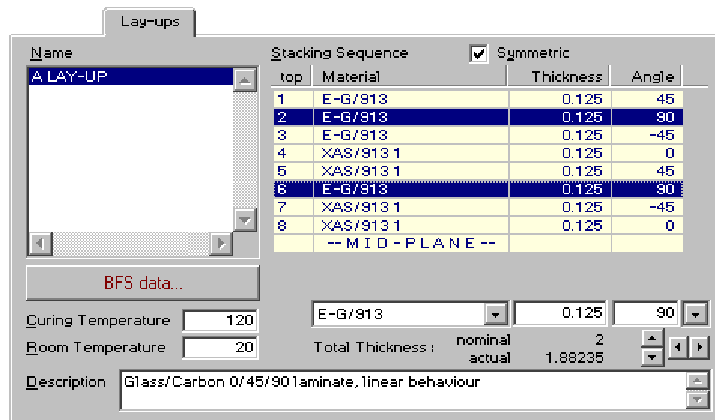 Lay-ups
Name
Stacking Sequence
Symmetric
A LAY-UP
top Material Thickness Angle
1 E-G/913 0.125 45
2 E-G/913 0.125 90
3 E-G/913 0.125 -45
4 XAS/913 1 0.125 0
5 XAS/913 1 0.125 45
6 E-G/913 0.125 90
7 XAS/913 1 0.125 -45
8 XAS/913 1 0.125 0
--MID-PLANE--
BFS data...
E-G/913 0.125 90
Curing Temperature 120
Room Temperature 20
Total Thickness: nominal 2
actual 1.88235
Description Glass/Carbon 0/45/90 laminate, linear behaviour